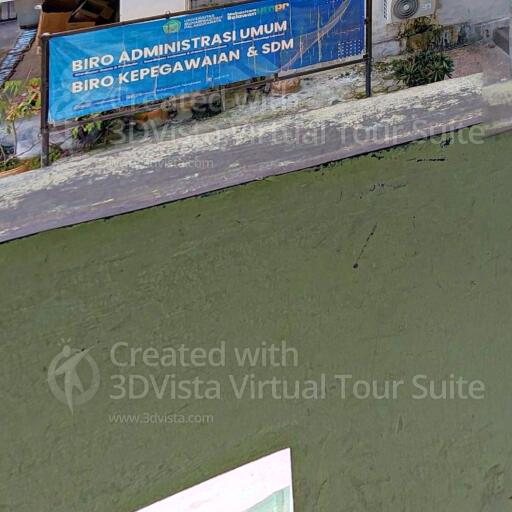 BIRO ADMINISTRASI UMUM
BIRO KEPEGAWAIAN & SDM
Created with
3DVista Virtual Tour Suite
www.3dvista.com
Created with
3DVista Virtual Tour Suite
www.3dvista.com